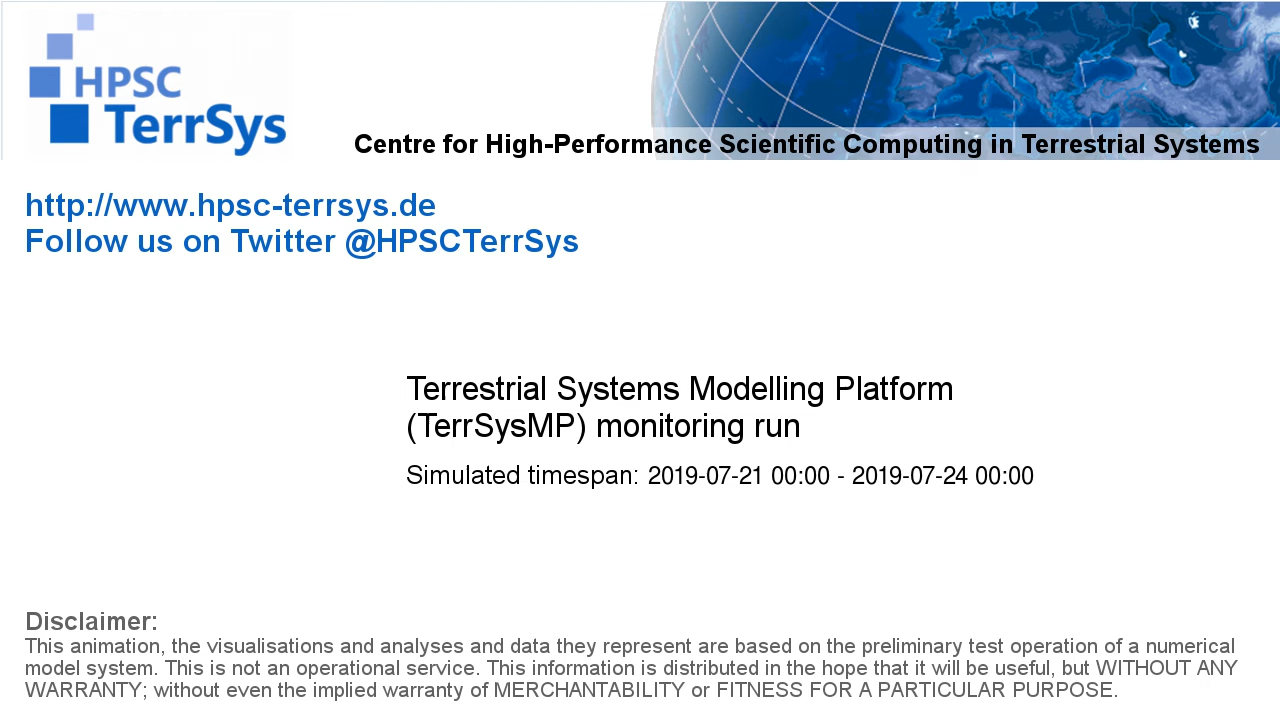 HPSC
TerrSys
Centre for High-Performance Scientific Computing in Terrestrial Systems
http://www.hpsc-terrsys.de
Follow us on Twitter @HPSCTerrSys
Terrestrial Systems Modelling Platform
(TerrSysMP) monitoring run
Simulated timespan: 2019-07-21 00:00 - 2019-07-24 00:00
Disclaimer:
This animation, the visualisations and analyses and data they represent are based on the preliminary test operation of a numerical
model system. This is not an operational service. This information is distributed in the hope that it will be useful, but WITHOUT ANY
WARRANTY; without even the implied warranty of MERCHANTABILITY or FITNESS FOR A PARTICULAR PURPOSE.